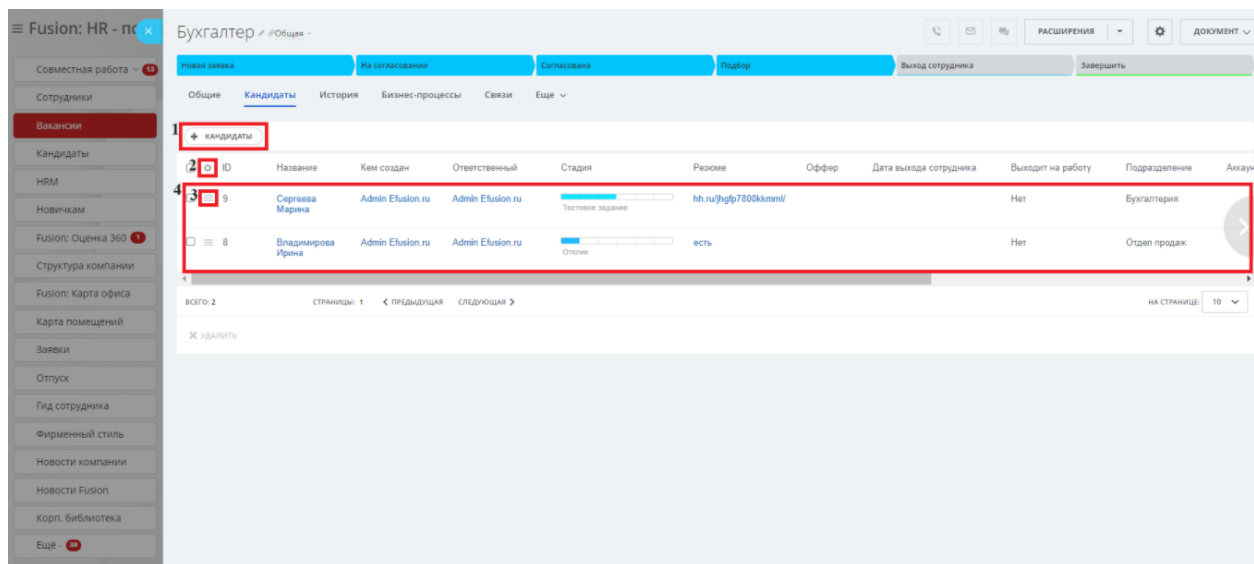 Fusion: HR - по
Бухгалтер Общая
РАСШИРЕНИЯ ДОКУМЕНТ
Совместная работа 13
Сотрудники
Вакансии
Кандидаты
HRM
Новичкам
Fusion: Оценка 360 1
Структура компании
Fusion: Карта офиса
Карта помещений
Заявки
Отпуск
Гид сотрудника
Фирменный стиль
Новости компании
Новости Fusion
Корп. библиотека
Ещё -
Новая заявка На согласовании Согласована Подбор Выход сотрудника Завершить
Общие Кандидаты История Бизнес-процессы Связи Еще
1 + КАНДИДАТЫ
2 ID Название Кем создан Ответственный Стадия Резюме Оффер Дата выхода сотрудника Выходит на работу Подразделение Аккаун
4 3 9 Сергеева Марина Admin Efusion.ru Admin Efusion.ru Тестовое задание hh.ru/jhgfp7800kkmml/ Нет Бухгалтерия
8 Владимирова Ирина Admin Efusion.ru Admin Efusion.ru Отклик есть Нет Отдел продаж
ВСЕГО: 2 СТРАНИЦЫ: 1 ПРЕДЫДУЩАЯ СЛЕДУЮЩАЯ НА СТРАНИЦЕ: 10
УДАЛИТЬ